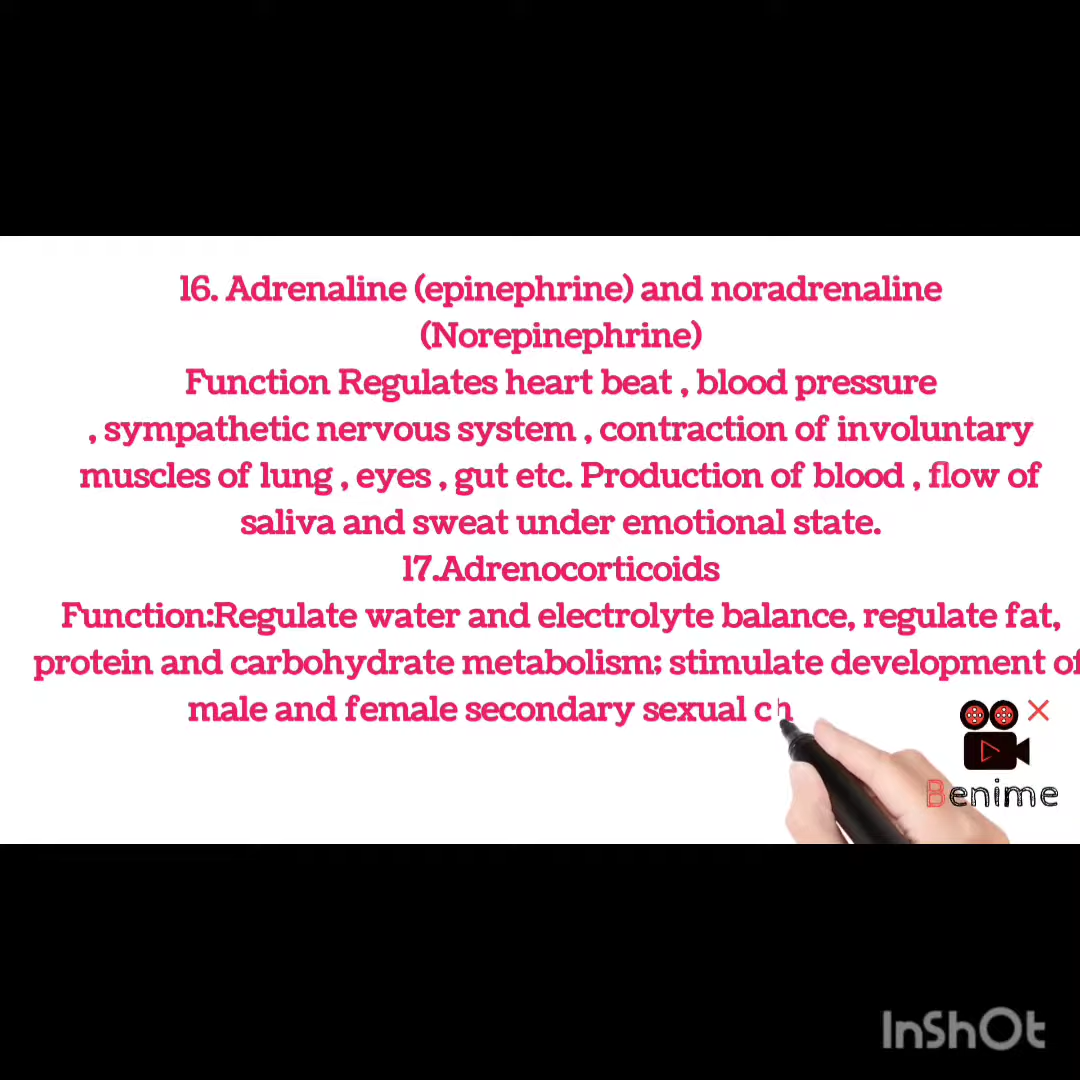 16. Adrenaline (epinephrine) and noradrenaline
(Norepinephrine)
Function Regulates heart beat , blood pressure
, sympathetic nervous system , contraction of involuntary
muscles of lung , eyes , gut etc. Production of blood , flow of
saliva and sweat under emotional state.
17.Adrenocorticoids
Function:Regulate water and electrolyte balance, regulate fat,
protein and carbohydrate metabolism; stimulate development of
male and female secondary sexual ch
Benime
InShOt